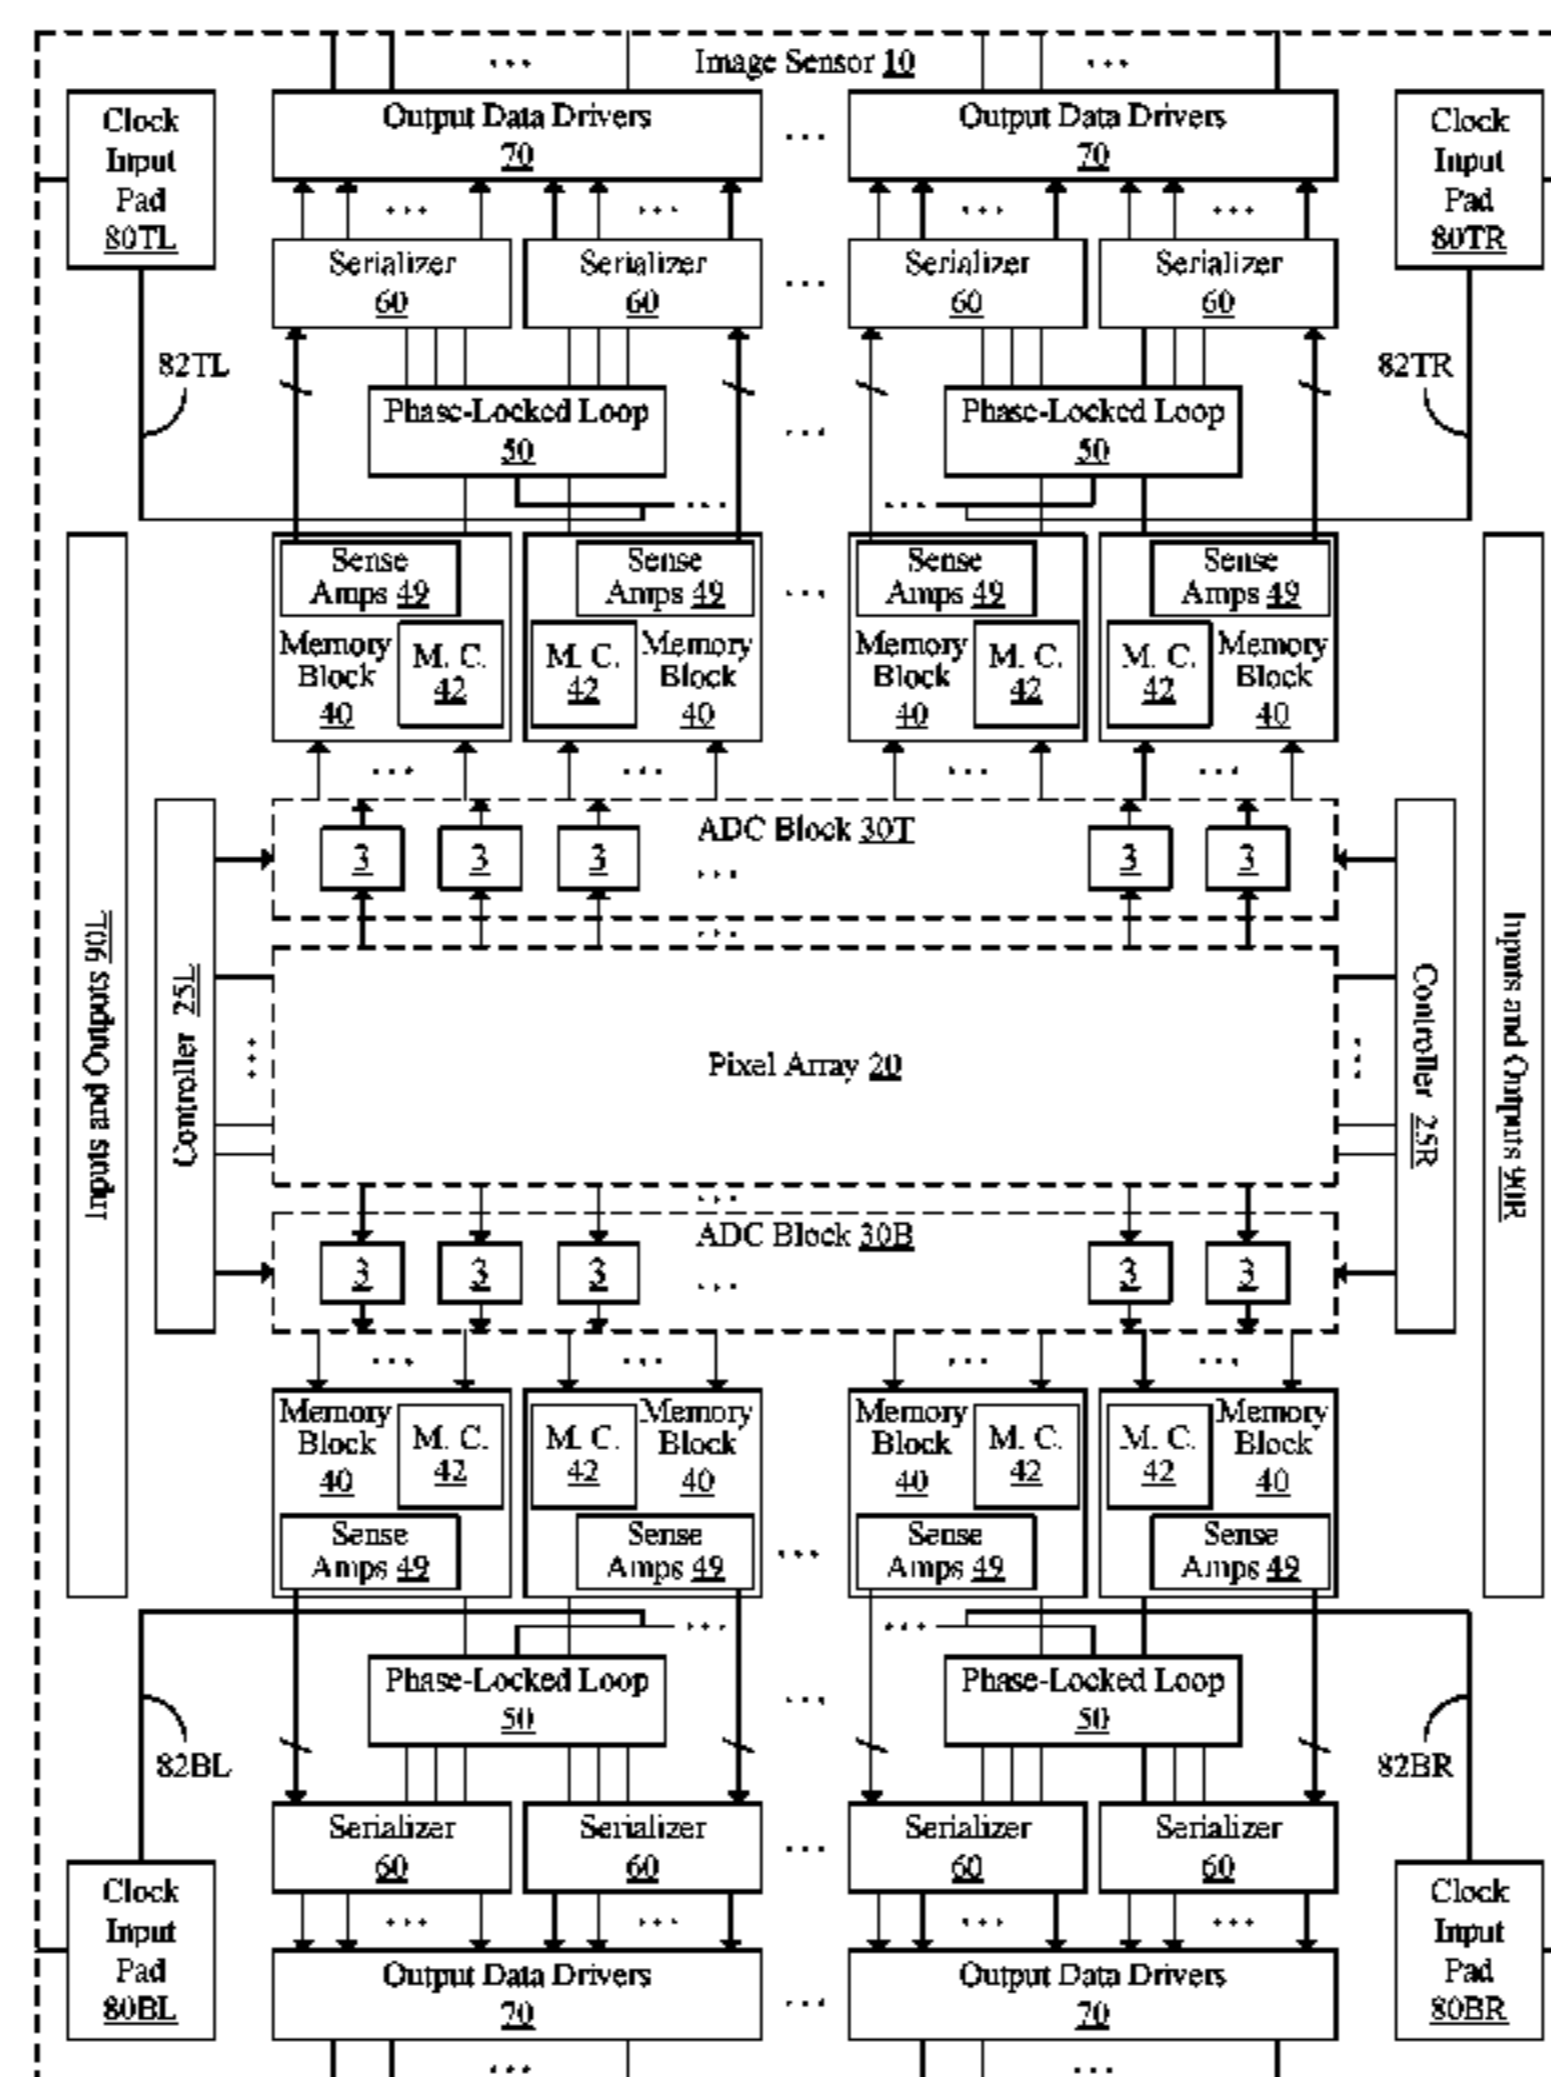 Image Sensor 10
Clock
Input
Pad
80TL
Output Data Drivers
70
...
Output Data Drivers
70
Clock
Input
Pad
80TR
Serializer
60
Serializer
60
...
Serializer
60
Serializer
60
82TL
82TR
Phase-Locked Loop
50
...
Phase-Locked Loop
50
Sense
Amps 49
Memory
Block
40
M. C.
42
Sense
Amps 49
M. C.
42
Memory
Block
40
...
Sense
Amps 49
Memory
Block
40
M. C.
42
Sense
Amps 49
M. C.
42
Memory
Block
40
Inputs and Outputs 90L
Controller 25L
ADC Block 30T
3
3
3
...
3
3
Pixel Array 20
Controller 25R
Inputs and Outputs 90R
ADC Block 30B
3
3
3
...
3
3
Memory
Block
40
M. C.
42
Sense
Amps 49
M. C.
42
Memory
Block
40
Sense
Amps 49
...
Memory
Block
40
M. C.
42
Sense
Amps 49
M. C.
42
Memory
Block
40
Sense
Amps 49
Phase-Locked Loop
50
...
Phase-Locked Loop
50
82BL
82BR
Serializer
60
Serializer
60
...
Serializer
60
Serializer
60
Clock
Input
Pad
80BL
Output Data Drivers
70
...
Output Data Drivers
70
Clock
Input
Pad
80BR